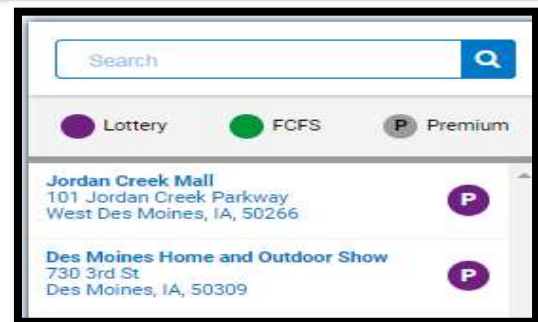 Search
Lottery FCFS P Premium
Jordan Creek Mall
101 Jordan Creek Parkway
West Des Moines, IA, 50266
P
Des Moines Home and Outdoor Show
730 3rd St
Des Moines, IA, 50309
P